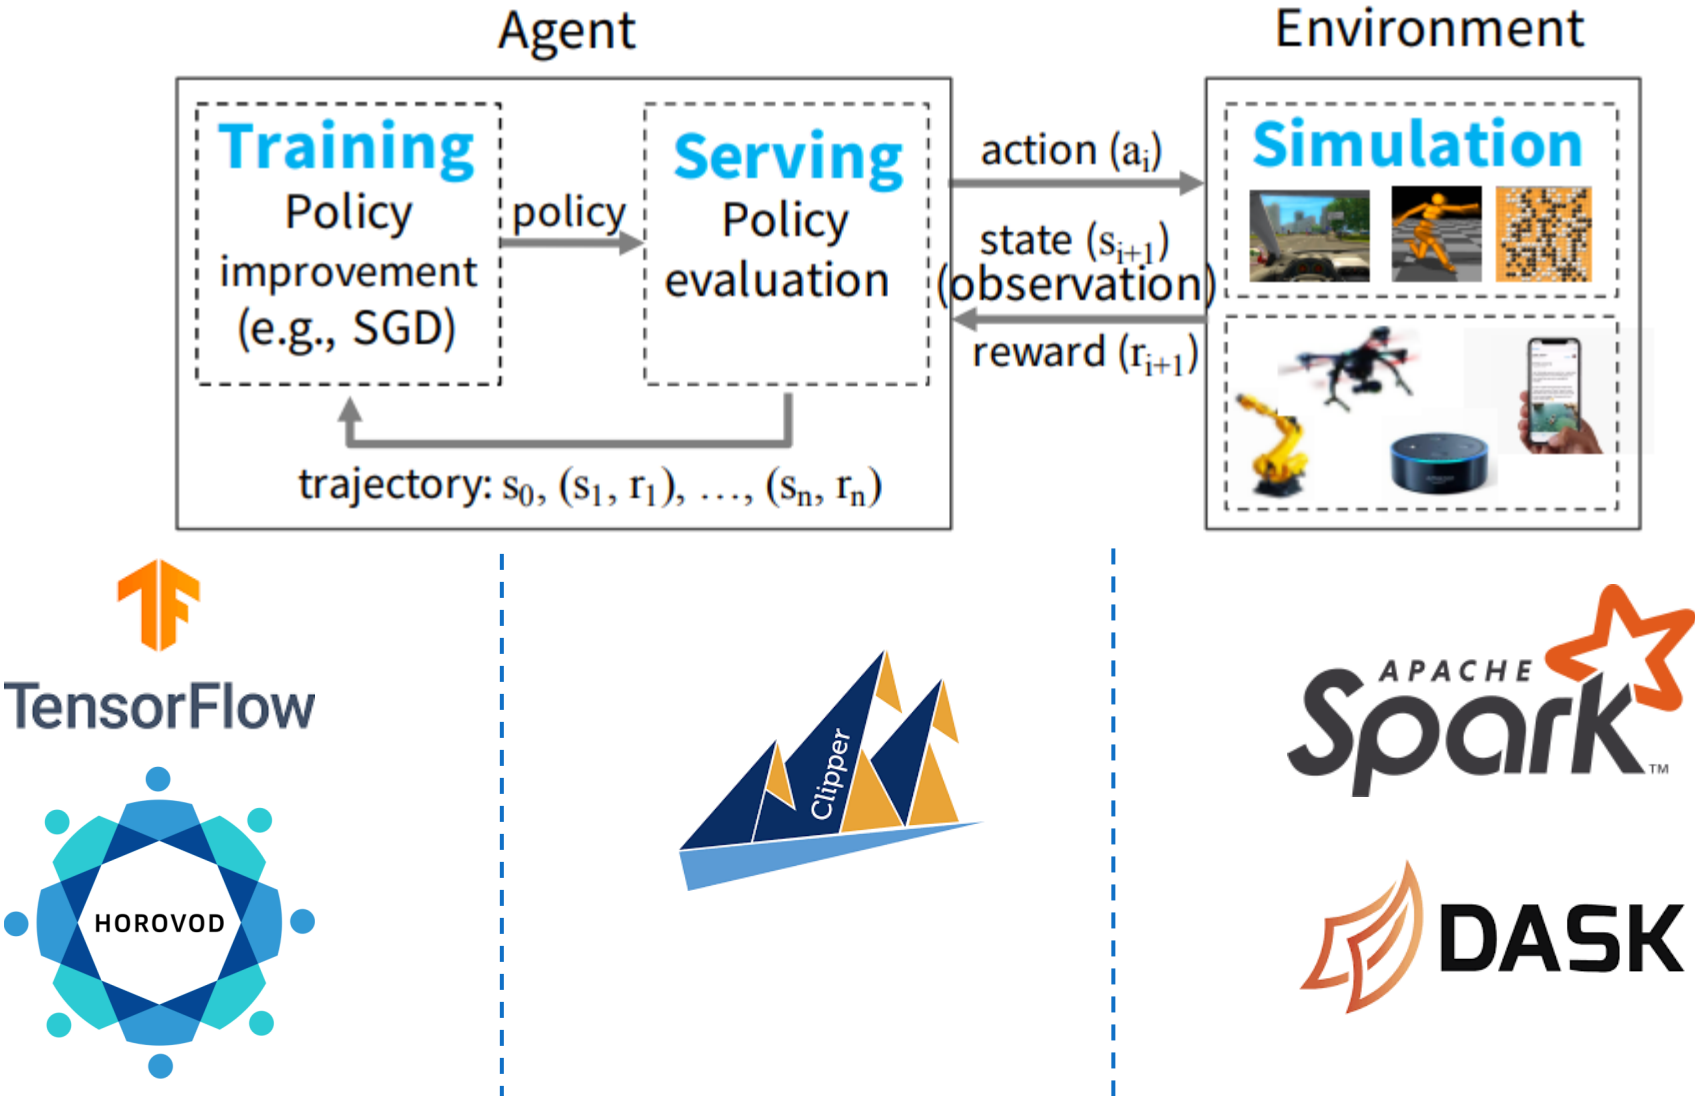 Agent
Environment
Training
Policy
improvement
(e.g., SGD)
policy
Serving
Policy
evaluation
action (aᵢ)
state (sᵢ₊₁)
(observation)
reward (rᵢ₊₁)
Simulation
trajectory: s₀, (s₁, r₁), …, (sₙ, rₙ)
TensorFlow
HOROVOD
Clipper
APACHE
Spark™
DASK